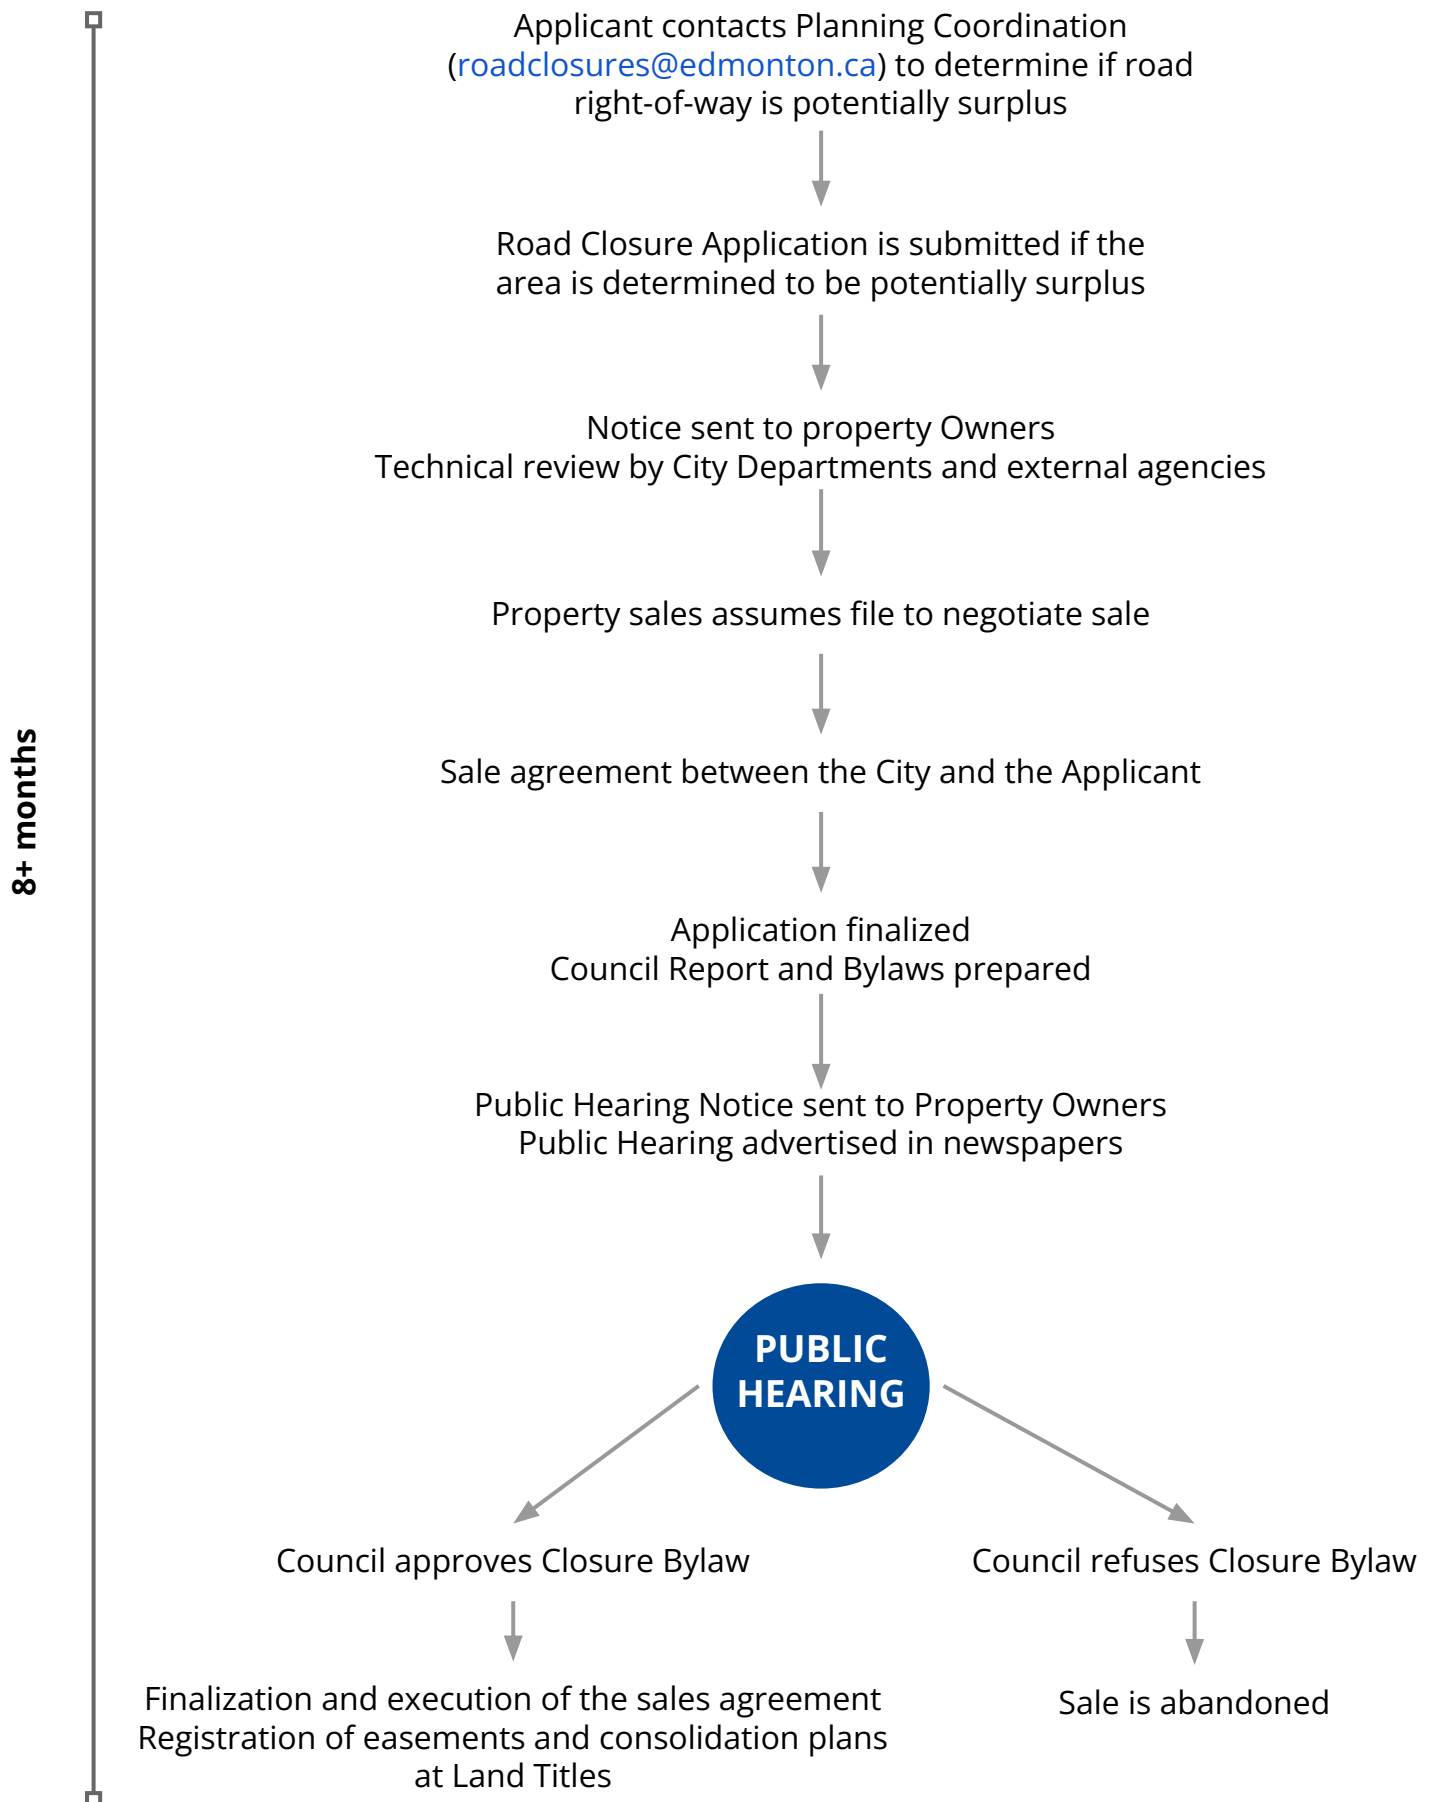 Applicant contacts Planning Coordination
(roadclosures@edmonton.ca) to determine if road
right-of-way is potentially surplus
Road Closure Application is submitted if the
area is determined to be potentially surplus
Notice sent to property Owners
Technical review by City Departments and external agencies
Property sales assumes file to negotiate sale
8+ months
Sale agreement between the City and the Applicant
Application finalized
Council Report and Bylaws prepared
Public Hearing Notice sent to Property Owners
Public Hearing advertised in newspapers
PUBLIC
HEARING
Council approves Closure Bylaw
Council refuses Closure Bylaw
Finalization and execution of the sales agreement
Registration of easements and consolidation plans
at Land Titles
Sale is abandoned